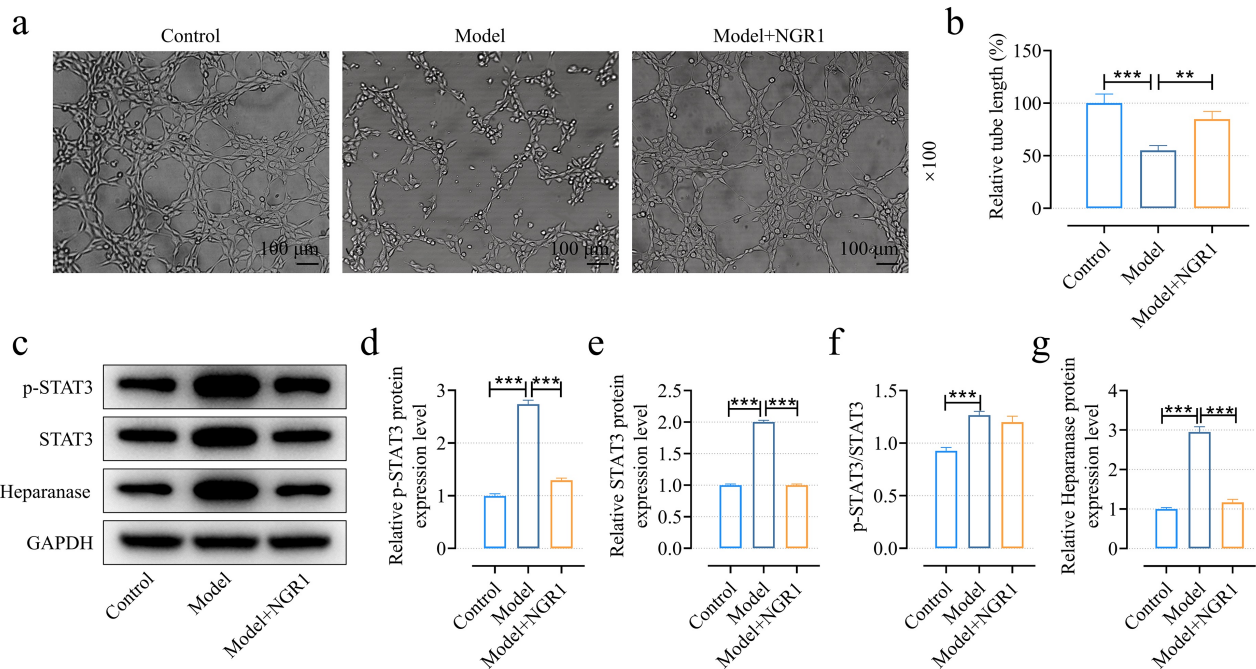 a
Control
Model
Model+NGR1
100 μm
100 μm
100 μm
×100
b
Relative tube length (%)
150
100
50
0
***
**
Control
Model
Model+NGR1
c
p-STAT3
STAT3
Heparanase
GAPDH
Control
Model
Model+NGR1
d
Relative p-STAT3 protein
expression level
3
2
1
0
***
***
Control
Model
Model+NGR1
e
Relative STAT3 protein
expression level
2.5
2.0
1.5
1.0
0.5
0.0
***
***
Control
Model
Model+NGR1
f
p-STAT3/STAT3
1.5
1.0
0.5
0.0
***
Control
Model
Model+NGR1
g
Relative Heparanase protein
expression level
4
3
2
1
0
***
***
Control
Model
Model+NGR1